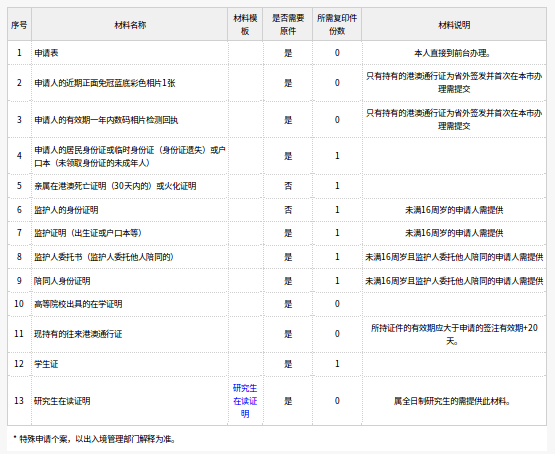 序号 材料名称 材料模板 是否需要原件 所需复印件份数 材料说明
1 申请表 是 0 本人直接到前台办理。
2 申请人的近期正面免冠蓝底彩色相片1张 是 0 只有持有的港澳通行证为省外签发并首次在本市办理需提交
3 申请人的有效期一年内数码相片检测回执 是 0 只有持有的港澳通行证为省外签发并首次在本市办理需提交
4 申请人的居民身份证或临时身份证（身份证遗失）或户口本（未领取身份证的未成年人） 是 1
5 亲属在港澳死亡证明（30天内的）或火化证明 否 1
6 监护人的身份证明 否 1 未满16周岁的申请人需提供
7 监护证明（出生证或户口本等） 是 1 未满16周岁的申请人需提供
8 监护人委托书（监护人委托他人陪同的） 是 1 未满16周岁且监护人委托他人陪同的申请人需提供
9 陪同人身份证明 是 1 未满16周岁且监护人委托他人陪同的申请人需提供
10 高等院校出具的在学证明 是 0
11 现持有的往来港澳通行证 是 0 所持证件的有效期应大于申请的签注有效期+20天。
12 学生证 是 1
13 研究生在读证明 研究生在读证明 是 0 属全日制研究生的需提供此材料。
* 特殊申请个案，以出入境管理部门解释为准。